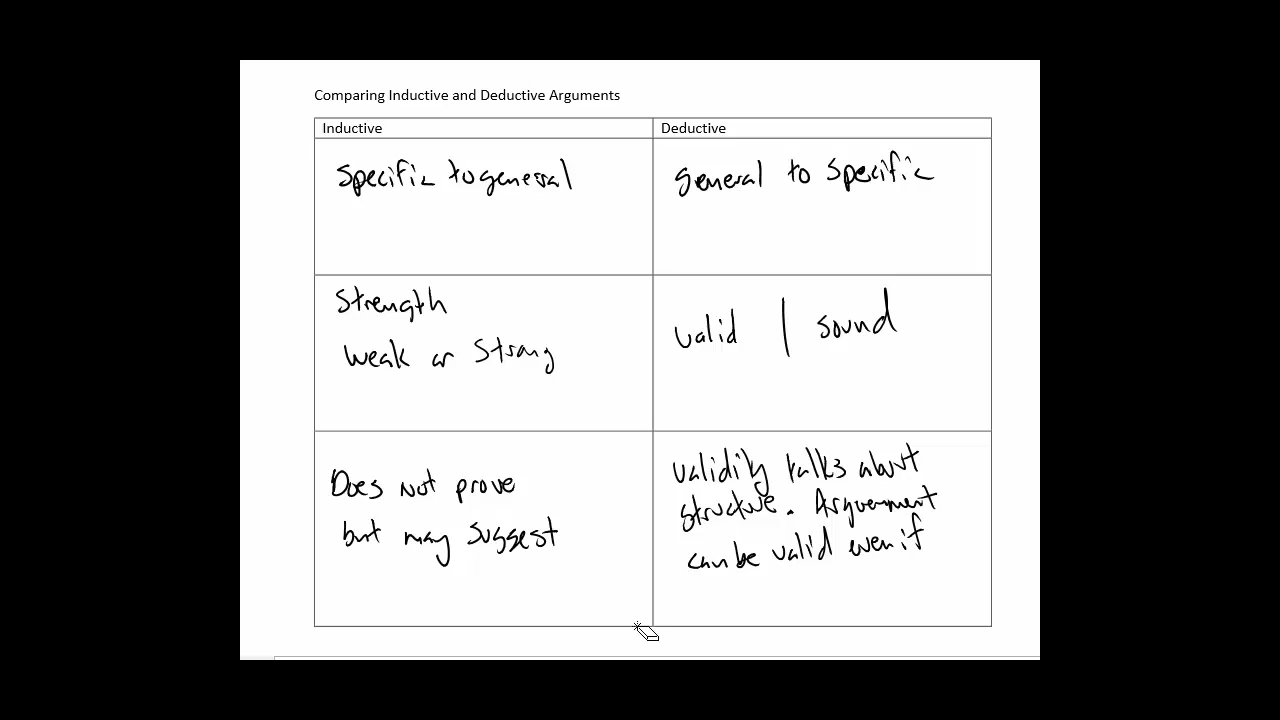 Comparing Inductive and Deductive Arguments
Inductive
Deductive
Specific to general
general to specific
Strength
weak or Strong
valid | sound
Does not prove
but may suggest
validity talks about
structure. Arguement
can be valid even if